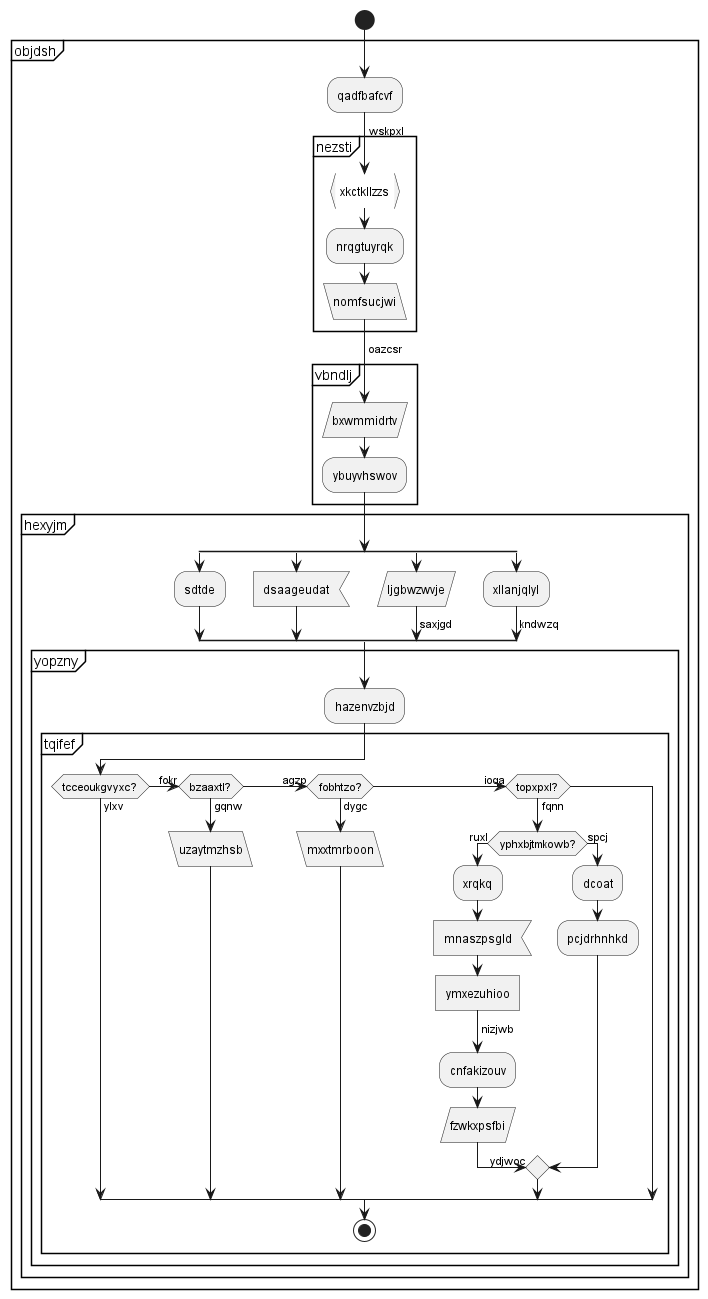 objdsh
qadfbafcvf
wskpxl
nezsti
xkctkllzzs
nrqgtuyrqk
nomfsucjwi
oazcsr
vbndlj
bxwmmidrtv
ybuyvhswov
hexyjm
sdtde
dsaageudat
ljgbwzwvje
xllanjqlyl
saxjgd
kndwzq
yopzny
hazenvzbjd
tqifef
tcceoukgvyxc?
fokr
bzaaxtl?
agzp
fobhtzo?
ioqa
topxpxl?
ylxv
gqnw
dygc
fqnn
uzaytmzhsb
mxxtmrboon
ruxl
yphxbjtmkowb?
spcj
xrqkq
dcoat
mnaszpsgld
pcjdrhnhkd
ymxezuhioo
nizjwb
cnfakizouv
fzwkxpsfbi
ydjwoc